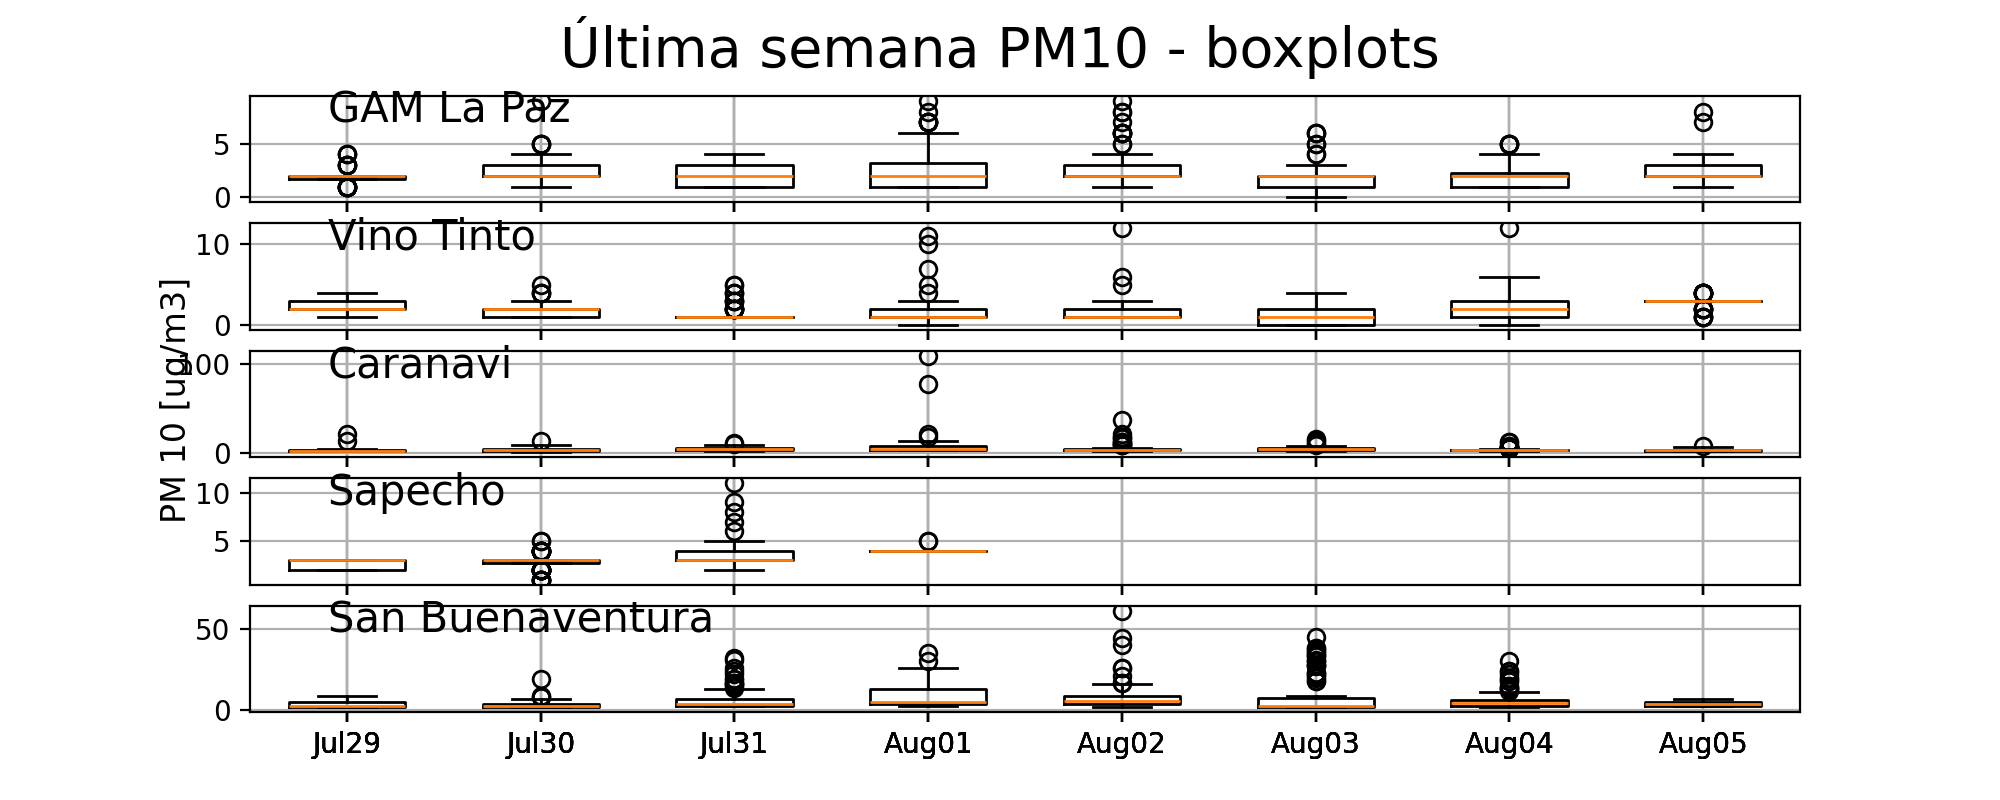 Última semana PM10 - boxplots
GAM La Paz
5
0
Vino Tinto
10
0
PM 10 [ug/m3]
Caranavi
100
0
Sapecho
10
5
San Buenaventura
50
0
Jul29 Jul30 Jul31 Aug01 Aug02 Aug03 Aug04 Aug05